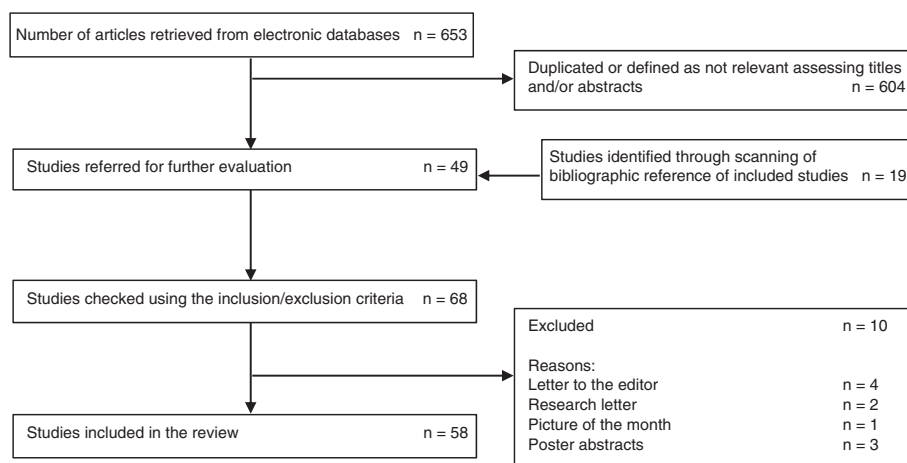 Number of articles retrieved from electronic databases n = 653
Duplicated or defined as not relevant assessing titles
and/or abstracts n = 604
Studies referred for further evaluation n = 49
Studies identified through scanning of
bibliographic reference of included studies n = 19
Studies checked using the inclusion/exclusion criteria n = 68
Excluded n = 10
Reasons:
Letter to the editor n = 4
Research letter n = 2
Picture of the month n = 1
Poster abstracts n = 3
Studies included in the review n = 58